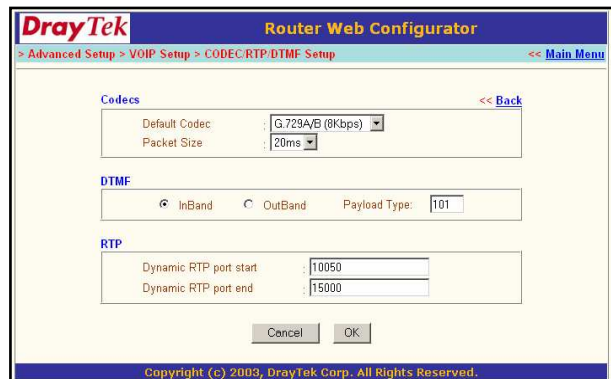 DrayTek Router Web Configurator
> Advanced Setup > VOIP Setup > CODEC/RTP/DTMF Setup << Main Menu
Codecs << Back
Default Codec : G.729A/B (8Kbps)
Packet Size : 20ms
DTMF
InBand OutBand Payload Type: 101
RTP
Dynamic RTP port start : 10050
Dynamic RTP port end : 15000
Cancel OK
Copyright (c) 2003, DrayTek Corp. All Rights Reserved.